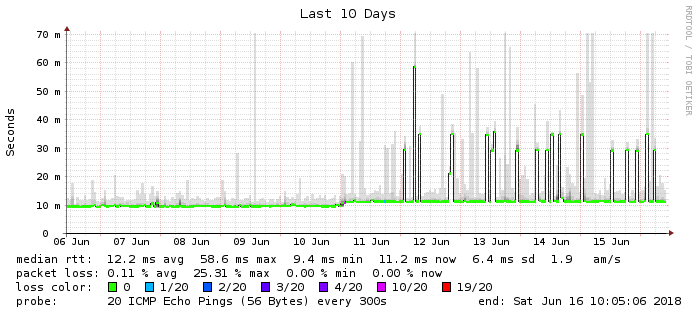 Last 10 Days
RRDTOOL / TOBI OETIKER
Seconds
70 m
60 m
50 m
40 m
30 m
20 m
10 m
0
06 Jun 07 Jun 08 Jun 09 Jun 10 Jun 11 Jun 12 Jun 13 Jun 14 Jun 15 Jun
median rtt: 12.2 ms avg 58.6 ms max 9.4 ms min 11.2 ms now 6.4 ms sd 1.9 am/s
packet loss: 0.11 % avg 25.31 % max 0.00 % min 0.00 % now
loss color: 0 1/20 2/20 3/20 4/20 10/20 19/20
probe: 20 ICMP Echo Pings (56 Bytes) every 300s end: Sat Jun 16 10:05:06 2018